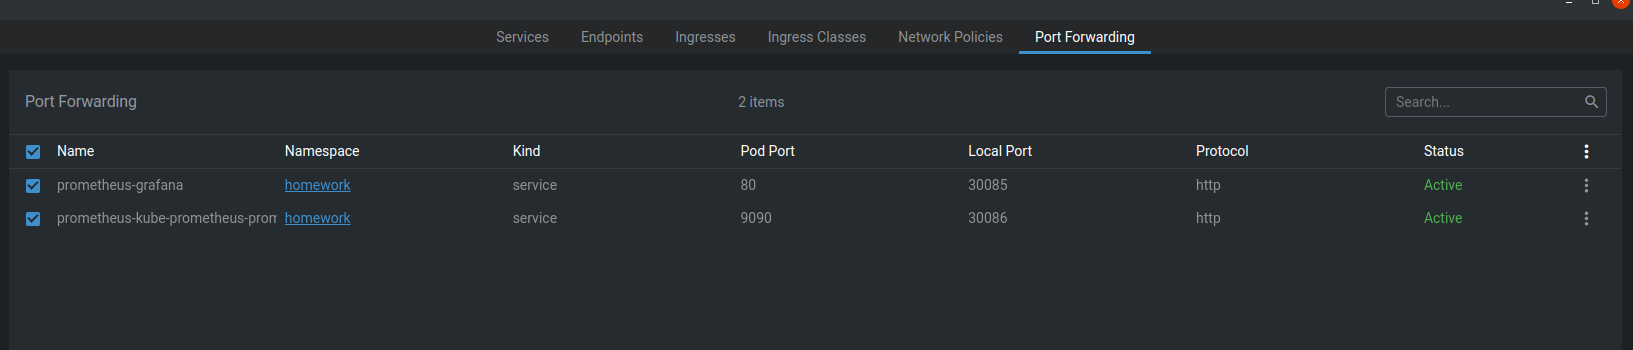 Services Endpoints Ingresses Ingress Classes Network Policies Port Forwarding
Port Forwarding 2 items Search...
Name Namespace Kind Pod Port Local Port Protocol Status
prometheus-grafana homework service 80 30085 http Active
prometheus-kube-prometheus-prom homework service 9090 30086 http Active